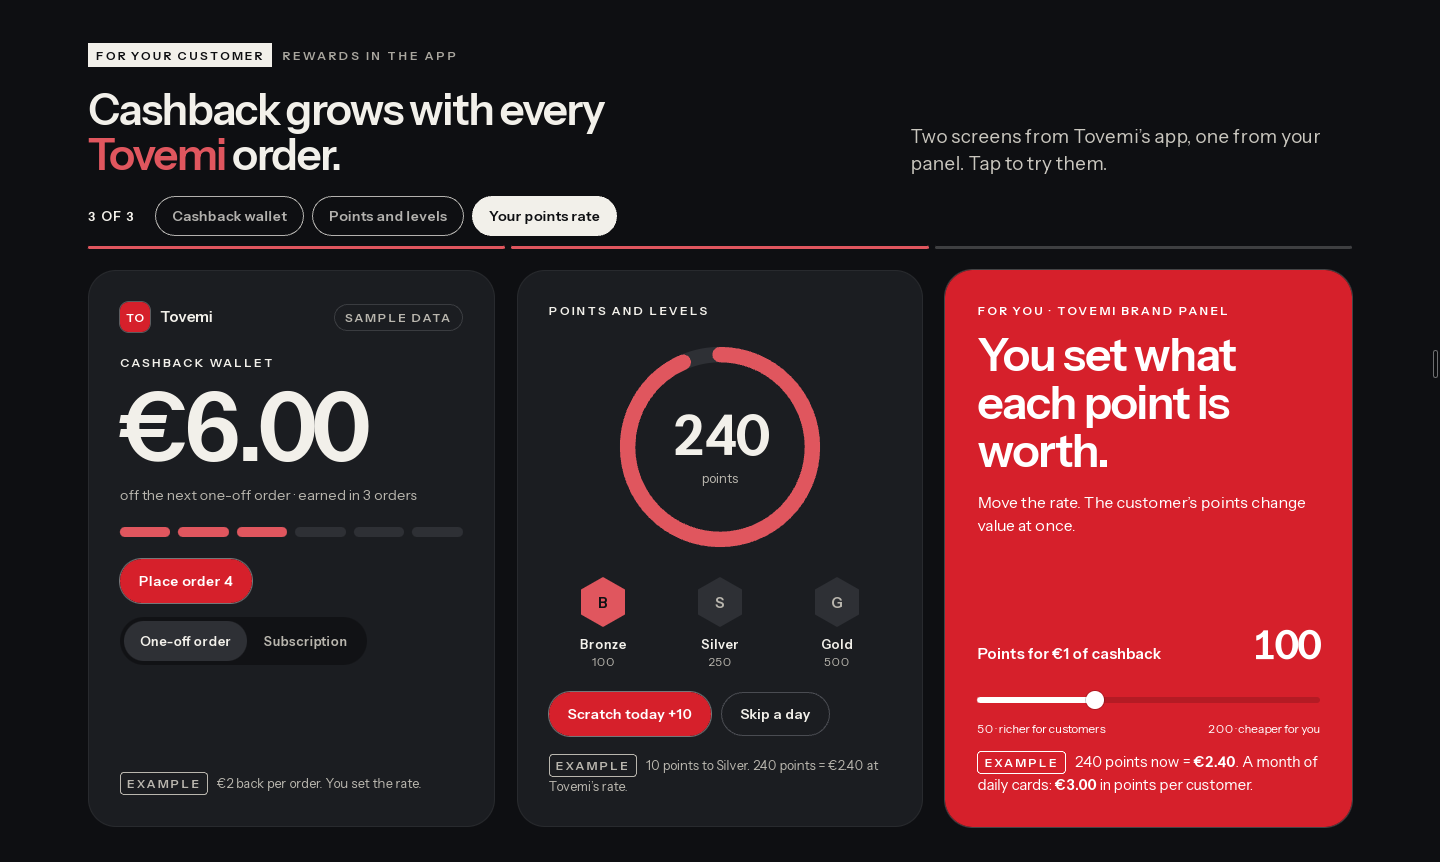 FOR YOUR CUSTOMER REWARDS IN THE APP
Cashback grows with every
Tovemi order.
Two screens from Tovemi's app, one from your
panel. Tap to try them.
3 OF 3 Cashback wallet Points and levels Your points rate
TO Tovemi SAMPLE DATA
CASHBACK WALLET
€6.00
off the next one-off order · earned in 3 orders
Place order 4
One-off order Subscription
EXAMPLE €2 back per order. You set the rate.
POINTS AND LEVELS
240
points
B S G
Bronze Silver Gold
100 250 500
Scratch today +10 Skip a day
EXAMPLE 10 points to Silver. 240 points = €2.40 at
Tovemi's rate.
FOR YOU · TOVEMI BRAND PANEL
You set what
each point is
worth.
Move the rate. The customer's points change
value at once.
Points for €1 of cashback 100
50 · richer for customers 200 · cheaper for you
EXAMPLE 240 points now = €2.40. A month of
daily cards: €3.00 in points per customer.